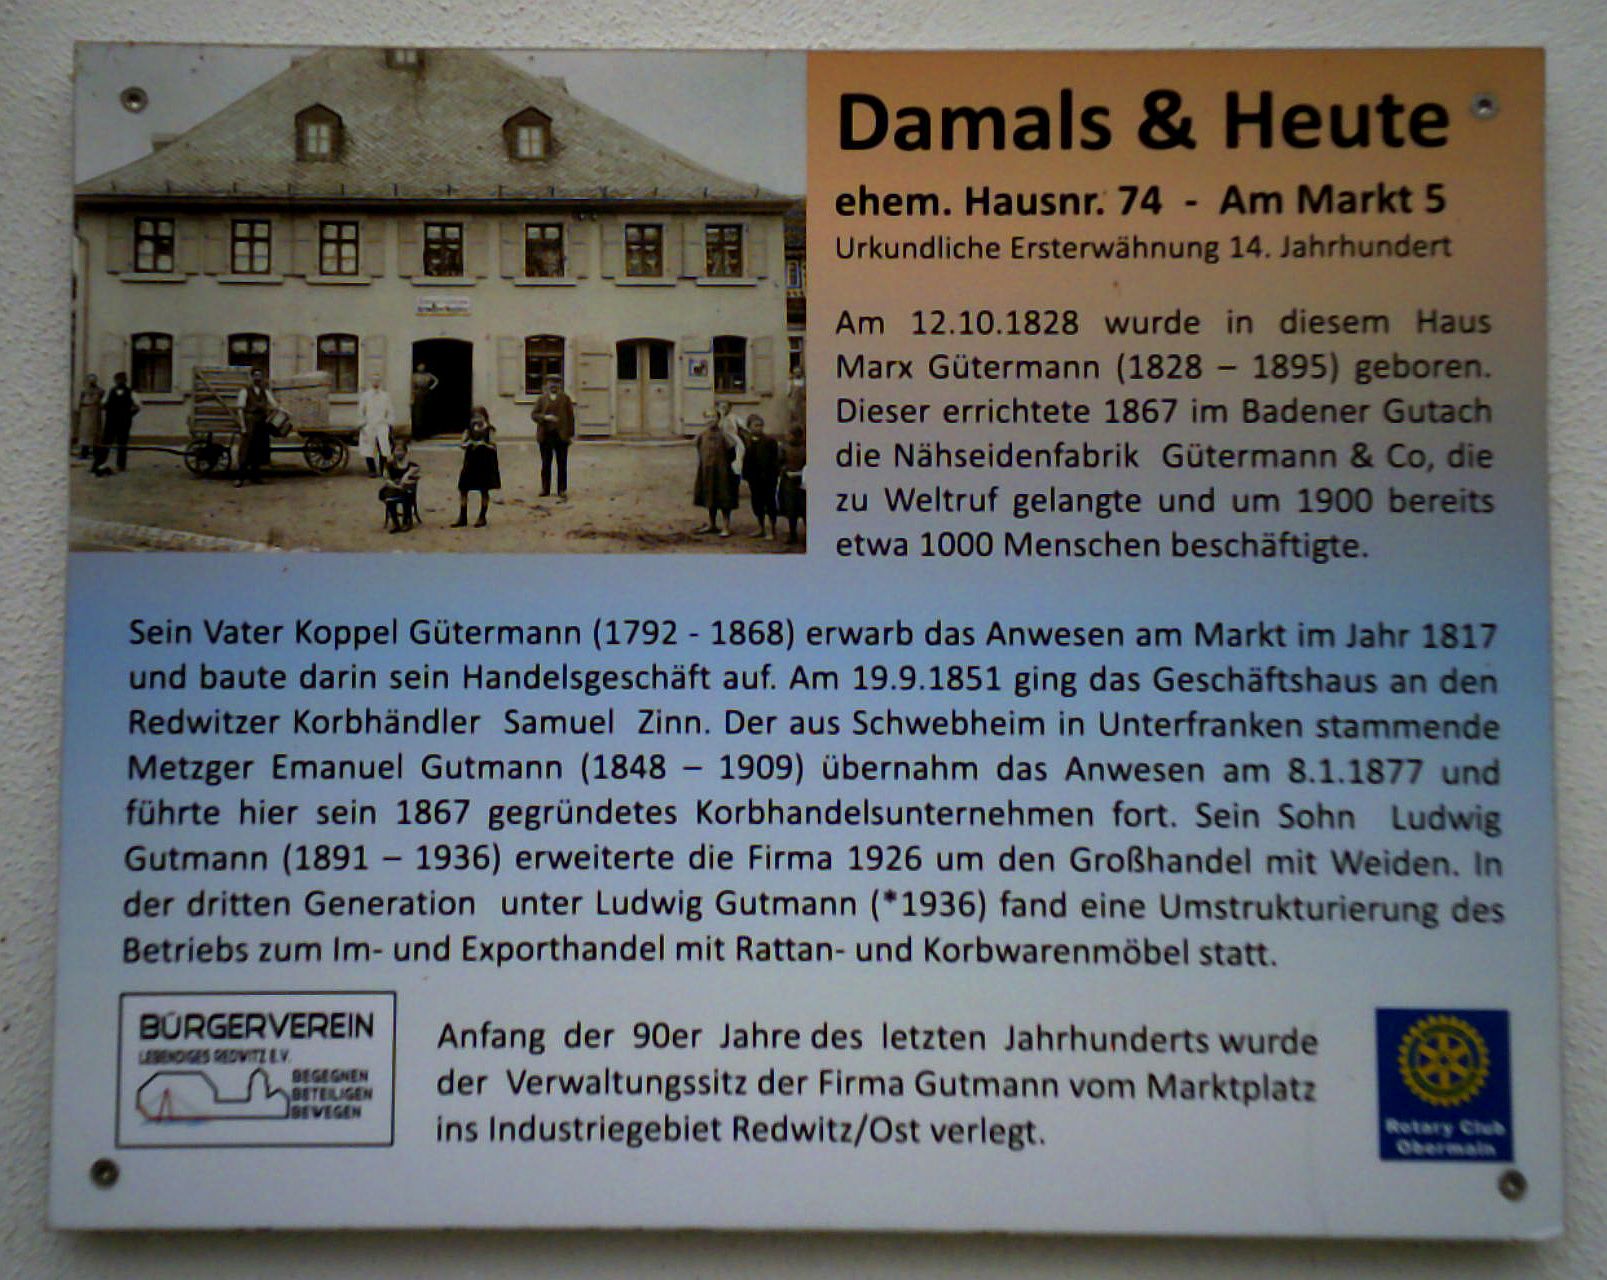 Damals & Heute
ehem. Hausnr. 74 - Am Markt 5
Urkundliche Ersterwähnung 14. Jahrhundert
Am 12.10.1828 wurde in diesem Haus
Marx Gütermann (1828 – 1895) geboren.
Dieser errichtete 1867 im Badener Gutach
die Nähseidenfabrik Gütermann & Co, die
zu Weltruf gelangte und um 1900 bereits
etwa 1000 Menschen beschäftigte.
Sein Vater Koppel Gütermann (1792 - 1868) erwarb das Anwesen am Markt im Jahr 1817
und baute darin sein Handelsgeschäft auf. Am 19.9.1851 ging das Geschäftshaus an den
Redwitzer Korbhändler Samuel Zinn. Der aus Schwebheim in Unterfranken stammende
Metzger Emanuel Gutmann (1848 – 1909) übernahm das Anwesen am 8.1.1877 und
führte hier sein 1867 gegründetes Korbhandelsunternehmen fort. Sein Sohn Ludwig
Gutmann (1891 – 1936) erweiterte die Firma 1926 um den Großhandel mit Weiden. In
der dritten Generation unter Ludwig Gutmann (*1936) fand eine Umstrukturierung des
Betriebs zum Im- und Exporthandel mit Rattan- und Korbwarenmöbel statt.
Anfang der 90er Jahre des letzten Jahrhunderts wurde
der Verwaltungssitz der Firma Gutmann vom Marktplatz
ins Industriegebiet Redwitz/Ost verlegt.
BÜRGERVEREIN
LEBENDIGES REDWITZ E.V.
BEGEGNEN
BETEILIGEN
BEWEGEN
Rotary Club
Obermain